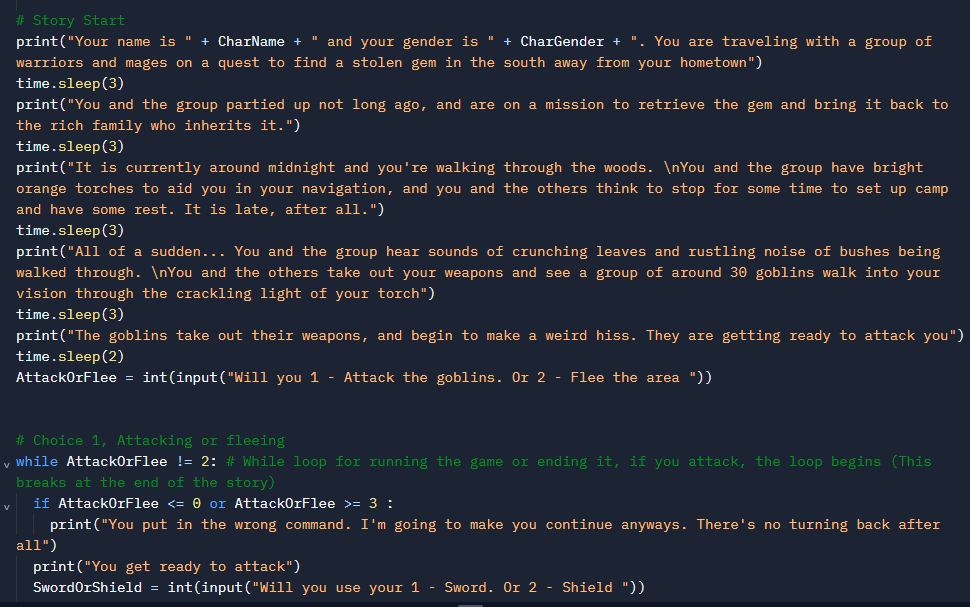 # Story Start
print("Your name is " + CharName + " and your gender is " + CharGender + ". You are traveling with a group of
warriors and mages on a quest to find a stolen gem in the south away from your hometown")
time.sleep(3)
print("You and the group partied up not long ago, and are on a mission to retrieve the gem and bring it back to
the rich family who inherits it.")
time.sleep(3)
print("It is currently around midnight and you're walking through the woods. \nYou and the group have bright
orange torches to aid you in your navigation, and you and the others think to stop for some time to set up camp
and have some rest. It is late, after all.")
time.sleep(3)
print("All of a sudden... You and the group hear sounds of crunching leaves and rustling noise of bushes being
walked through. \nYou and the others take out your weapons and see a group of around 30 goblins walk into your
vision through the crackling light of your torch")
time.sleep(3)
print("The goblins take out their weapons, and begin to make a weird hiss. They are getting ready to attack you")
time.sleep(2)
AttackOrFlee = int(input("Will you 1 - Attack the goblins. Or 2 - Flee the area "))
# Choice 1, Attacking or fleeing
while AttackOrFlee != 2: # While loop for running the game or ending it, if you attack, the loop begins (This
breaks at the end of the story)
if AttackOrFlee <= 0 or AttackOrFlee >= 3 :
print("You put in the wrong command. I'm going to make you continue anyways. There's no turning back after
all")
print("You get ready to attack")
SwordOrShield = int(input("Will you use your 1 - Sword. Or 2 - Shield "))